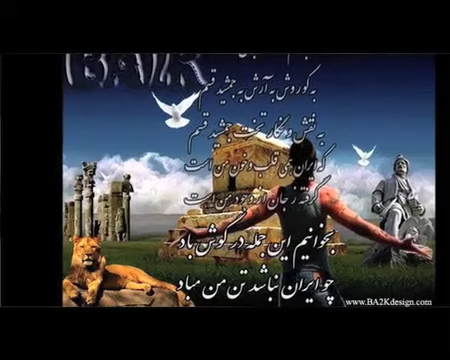 BA2K
به کوروش به آرش به جمشید قسم
به نقش و نگار تخت جمشید قسم
که ایران همی قلب و خون من است
گرفته ز جان از وجود من است
بخوانیم این جمله در گوش باد
چو ایران نباشد تن من مباد
www.BA2Kdesign.com